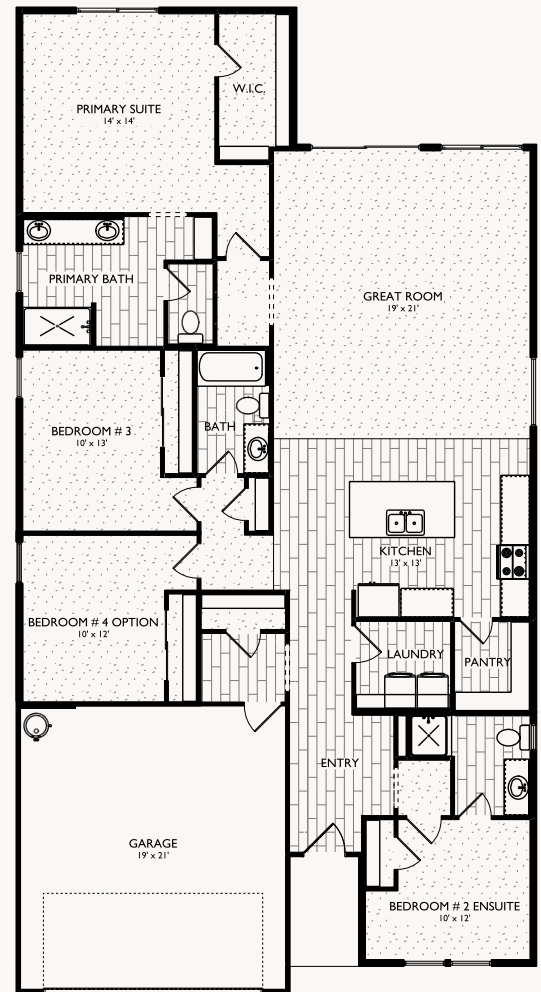 W.I.C.
PRIMARY SUITE
14' x 14'
PRIMARY BATH
GREAT ROOM
19' x 21'
BEDROOM # 3
10' x 13'
BATH
KITCHEN
13' x 13'
BEDROOM # 4 OPTION
10' x 12'
LAUNDRY
PANTRY
ENTRY
GARAGE
19' x 21'
BEDROOM # 2 ENSUITE
10' x 12'